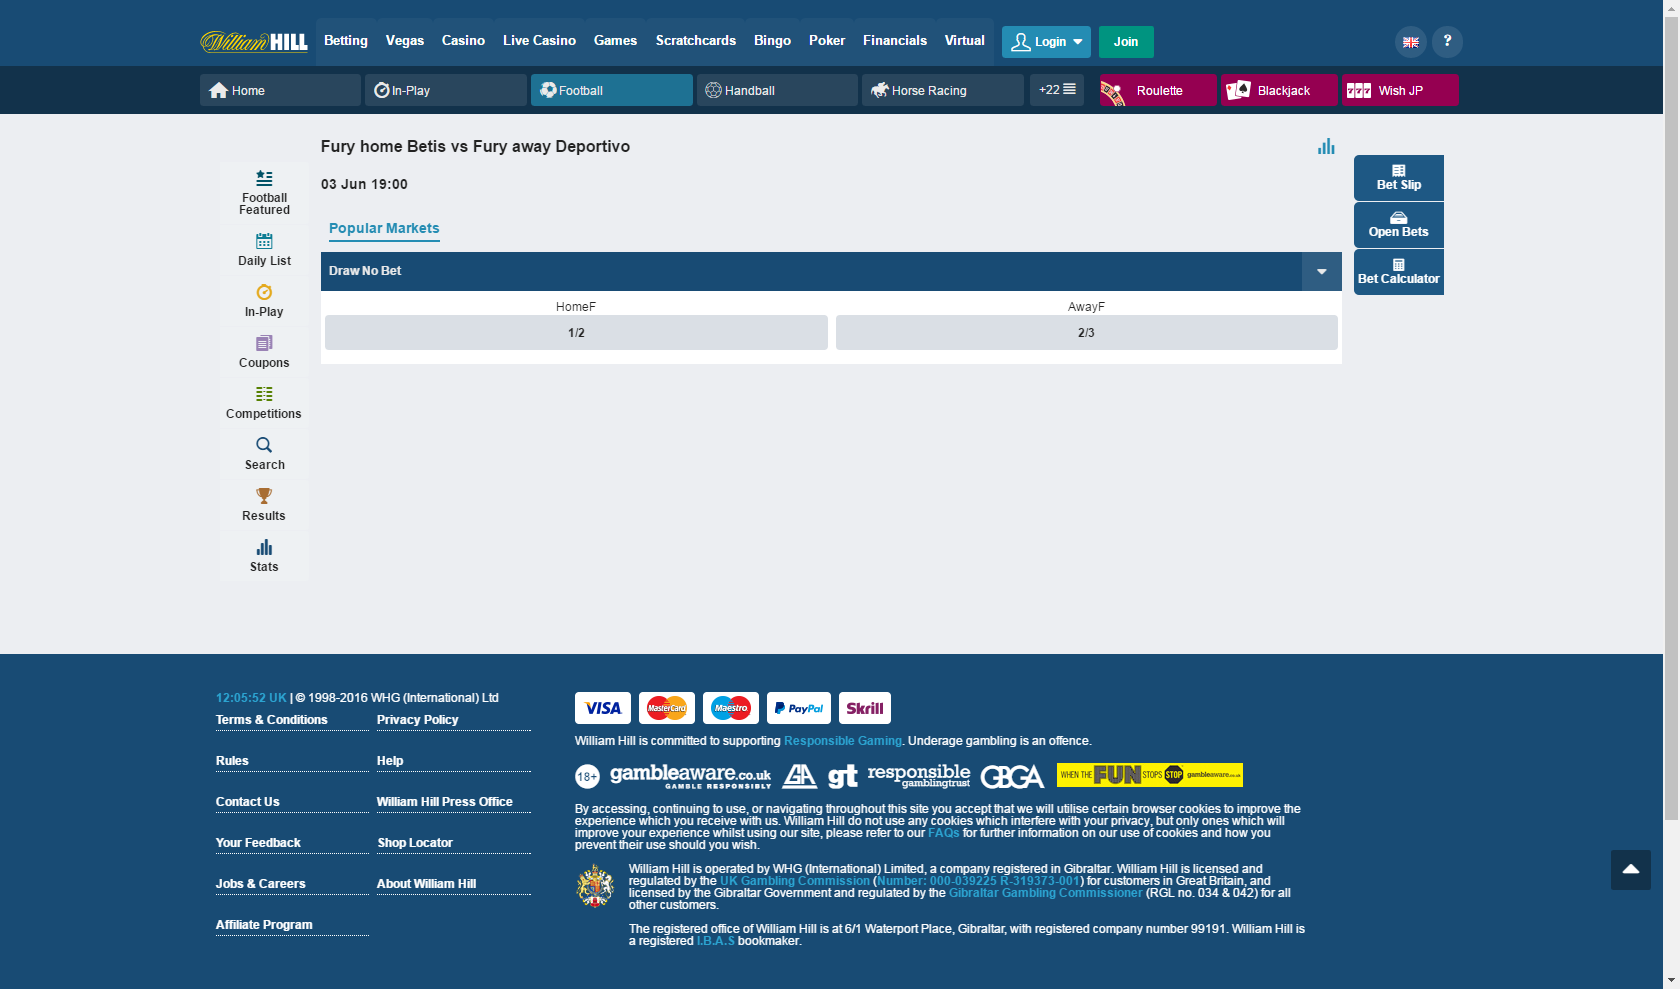 William HILL
Betting Vegas Casino Live Casino Games Scratchcards Bingo Poker Financials Virtual Login Join ?
Home In-Play Football Handball Horse Racing +22 Roulette Blackjack 777 Wish JP
Fury home Betis vs Fury away Deportivo
03 Jun 19:00
Popular Markets
Draw No Bet
HomeF AwayF
1/2 2/3
Football
Featured
Daily List
In-Play
Coupons
Competitions
Search
Results
Stats
Bet Slip
Open Bets
Bet Calculator
12:05:52 UK | © 1998-2016 WHG (International) Ltd
Terms & Conditions Privacy Policy
Rules Help
Contact Us William Hill Press Office
Your Feedback Shop Locator
Jobs & Careers About William Hill
Affiliate Program
VISA MasterCard Maestro PayPal Skrill
William Hill is committed to supporting Responsible Gaming. Underage gambling is an offence.
18+ gambleaware.co.uk GAMBLE RESPONSIBLY GA gt responsible gamblingtrust GBGA WHEN THE FUN STOPS STOP gambleaware.co.uk
By accessing, continuing to use, or navigating throughout this site you accept that we will utilise certain browser cookies to improve the
experience which you receive with us. William Hill do not use any cookies which interfere with your privacy, but only ones which will
improve your experience whilst using our site, please refer to our FAQs for further information on our use of cookies and how you
prevent their use should you wish.
William Hill is operated by WHG (International) Limited, a company registered in Gibraltar. William Hill is licensed and
regulated by the UK Gambling Commission (Number: 000-039225 R-319373-001) for customers in Great Britain, and
licensed by the Gibraltar Government and regulated by the Gibraltar Gambling Commissioner (RGL no. 034 & 042) for all
other customers.
The registered office of William Hill is at 6/1 Waterport Place, Gibraltar, with registered company number 99191. William Hill is
a registered I.B.A.S bookmaker.